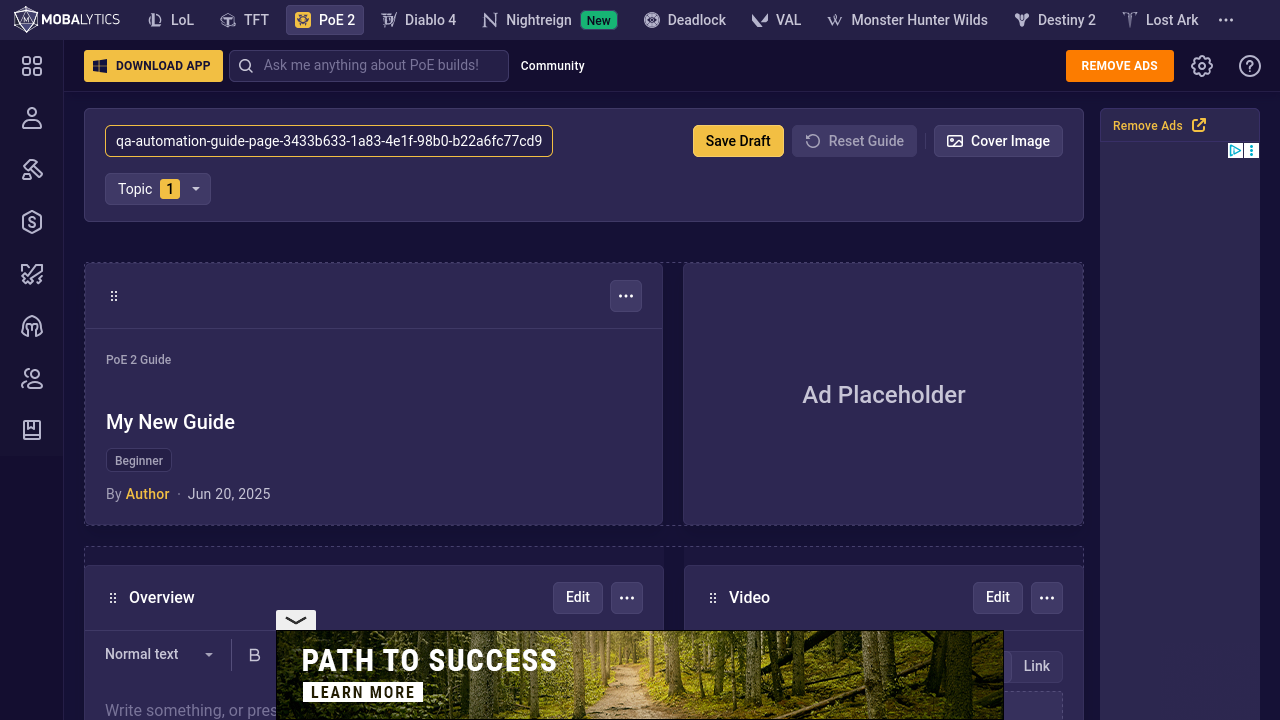 MOBALYTICS
LoL
TFT
PoE 2
Diablo 4
Nightreign
New
Deadlock
VAL
Monster Hunter Wilds
Destiny 2
Lost Ark
DOWNLOAD APP
Ask me anything about PoE builds!
Community
REMOVE ADS
qa-automation-guide-page-3433b633-1a83-4e1f-98b0-b22a6fc77cd9
Save Draft
Reset Guide
Cover Image
Remove Ads
Topic 1
PoE 2 Guide
My New Guide
Beginner
By Author · Jun 20, 2025
Ad Placeholder
Overview
Edit
Video
Edit
Normal text
B
Link
PATH TO SUCCESS
LEARN MORE
Write something, or pres